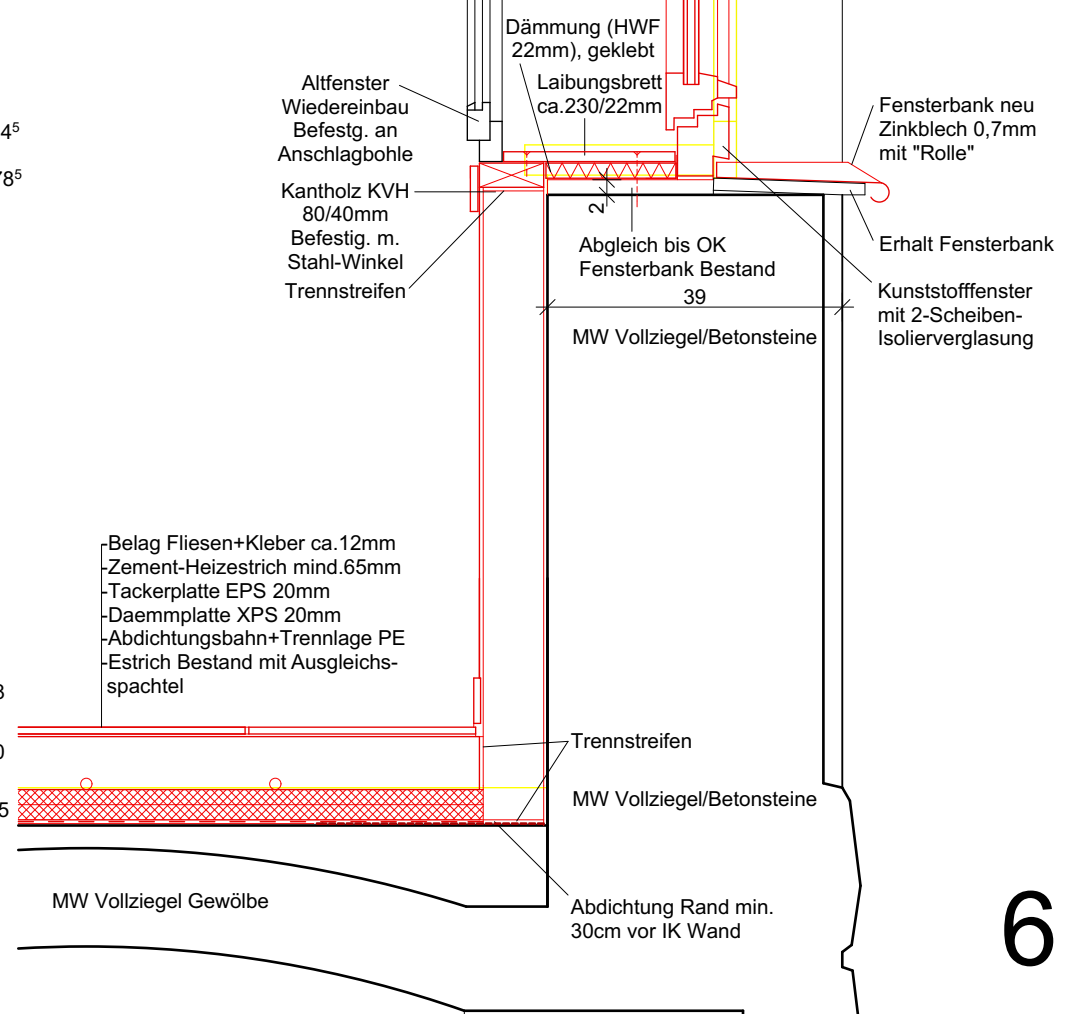 Dämmung (HWF
22mm), geklebt
Laibungsbrett
ca.230/22mm
Altfenster
Wiedereinbau
Befestg. an
Anschlagbohle
Kantholz KVH
80/40mm
Befestig. m.
Stahl-Winkel
Trennstreifen
Fensterbank neu
Zinkblech 0,7mm
mit "Rolle"
Erhalt Fensterbank
Kunststofffenster
mit 2-Scheiben-
Isolierverglasung
2
Abgleich bis OK
Fensterbank Bestand
39
MW Vollziegel/Betonsteine
-Belag Fliesen+Kleber ca.12mm
-Zement-Heizestrich mind.65mm
-Tackerplatte EPS 20mm
-Daemmplatte XPS 20mm
-Abdichtungsbahn+Trennlage PE
-Estrich Bestand mit Ausgleichs-
spachtel
Trennstreifen
MW Vollziegel/Betonsteine
MW Vollziegel Gewölbe
Abdichtung Rand min.
30cm vor IK Wand
6